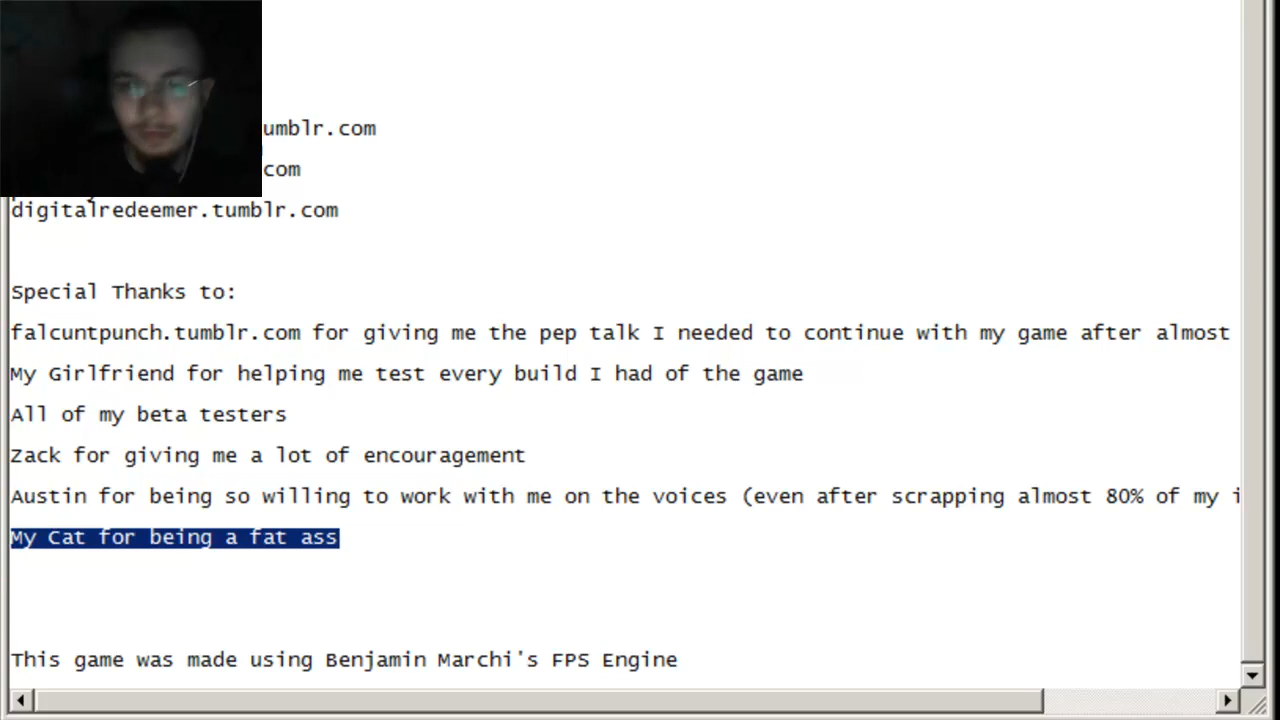 umblr.com
com
digitalredeemer.tumblr.com
Special Thanks to:
falcuntpunch.tumblr.com for giving me the pep talk I needed to continue with my game after almost
My Girlfriend for helping me test every build I had of the game
All of my beta testers
Zack for giving me a lot of encouragement
Austin for being so willing to work with me on the voices (even after scrapping almost 80% of my i
My Cat for being a fat ass
This game was made using Benjamin Marchi's FPS Engine